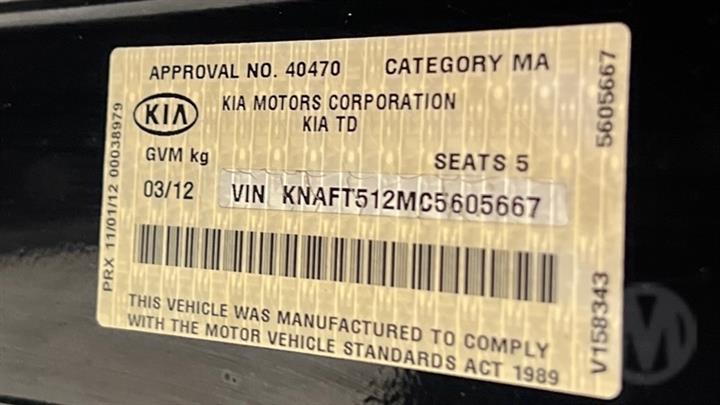 APPROVAL NO. 40470 CATEGORY MA
KIA KIA MOTORS CORPORATION
KIA TD
GVM kg SEATS 5
03/12 VIN KNAFT512MC5605667
THIS VEHICLE WAS MANUFACTURED TO COMPLY
WITH THE MOTOR VEHICLE STANDARDS ACT 1989
PRX 11/01/12 00038979
5605667
V158343
M